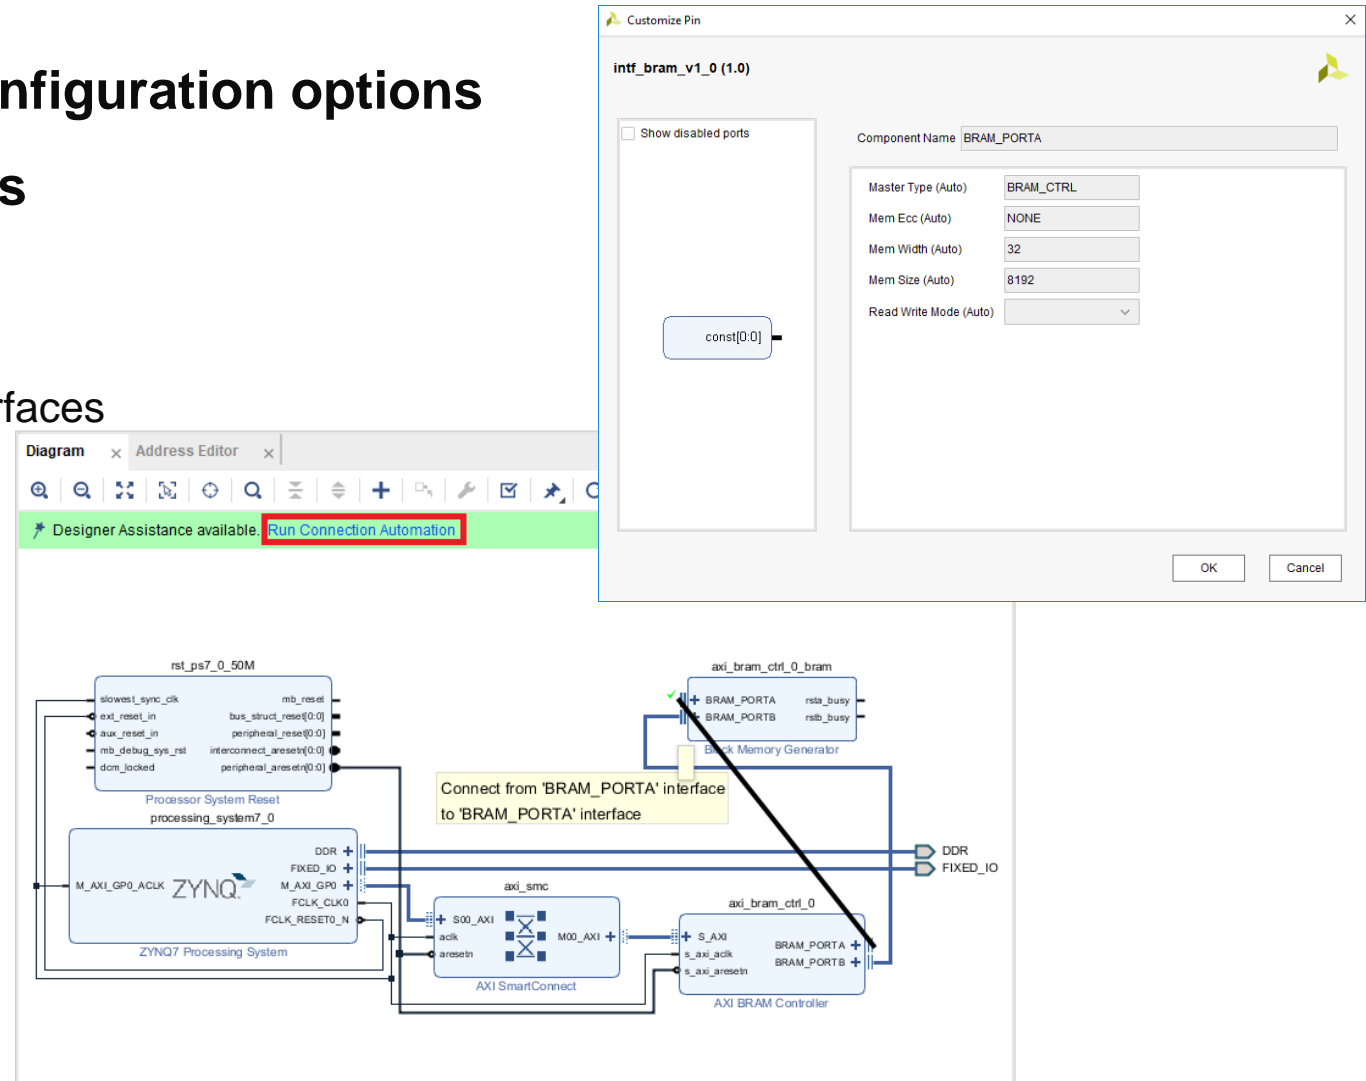 nfiguration options
s
rfaces
Customize Pin
intf_bram_v1_0 (1.0)
Show disabled ports
const[0:0]
Component Name BRAM_PORTA
Master Type (Auto) BRAM_CTRL
Mem Ecc (Auto) NONE
Mem Width (Auto) 32
Mem Size (Auto) 8192
Read Write Mode (Auto)
OK Cancel
Diagram Address Editor
Designer Assistance available. Run Connection Automation
rst_ps7_0_50M
slowest_sync_clk mb_reset
ext_reset_in bus_struct_reset[0:0]
aux_reset_in peripheral_reset[0:0]
mb_debug_sys_rst interconnect_aresetn[0:0]
dcm_locked peripheral_aresetn[0:0]
Processor System Reset
axi_bram_ctrl_0_bram
BRAM_PORTA rsta_busy
BRAM_PORTB rstb_busy
Block Memory Generator
Connect from 'BRAM_PORTA' interface
to 'BRAM_PORTA' interface
processing_system7_0
DDR
FIXED_IO
M_AXI_GP0_ACLK ZYNQ M_AXI_GP0
FCLK_CLK0
FCLK_RESET0_N
ZYNQ7 Processing System
DDR
FIXED_IO
axi_smc
S00_AXI
aclk M00_AXI
aresetn
AXI SmartConnect
axi_bram_ctrl_0
S_AXI BRAM_PORTA
s_axi_aclk BRAM_PORTB
s_axi_aresetn
AXI BRAM Controller